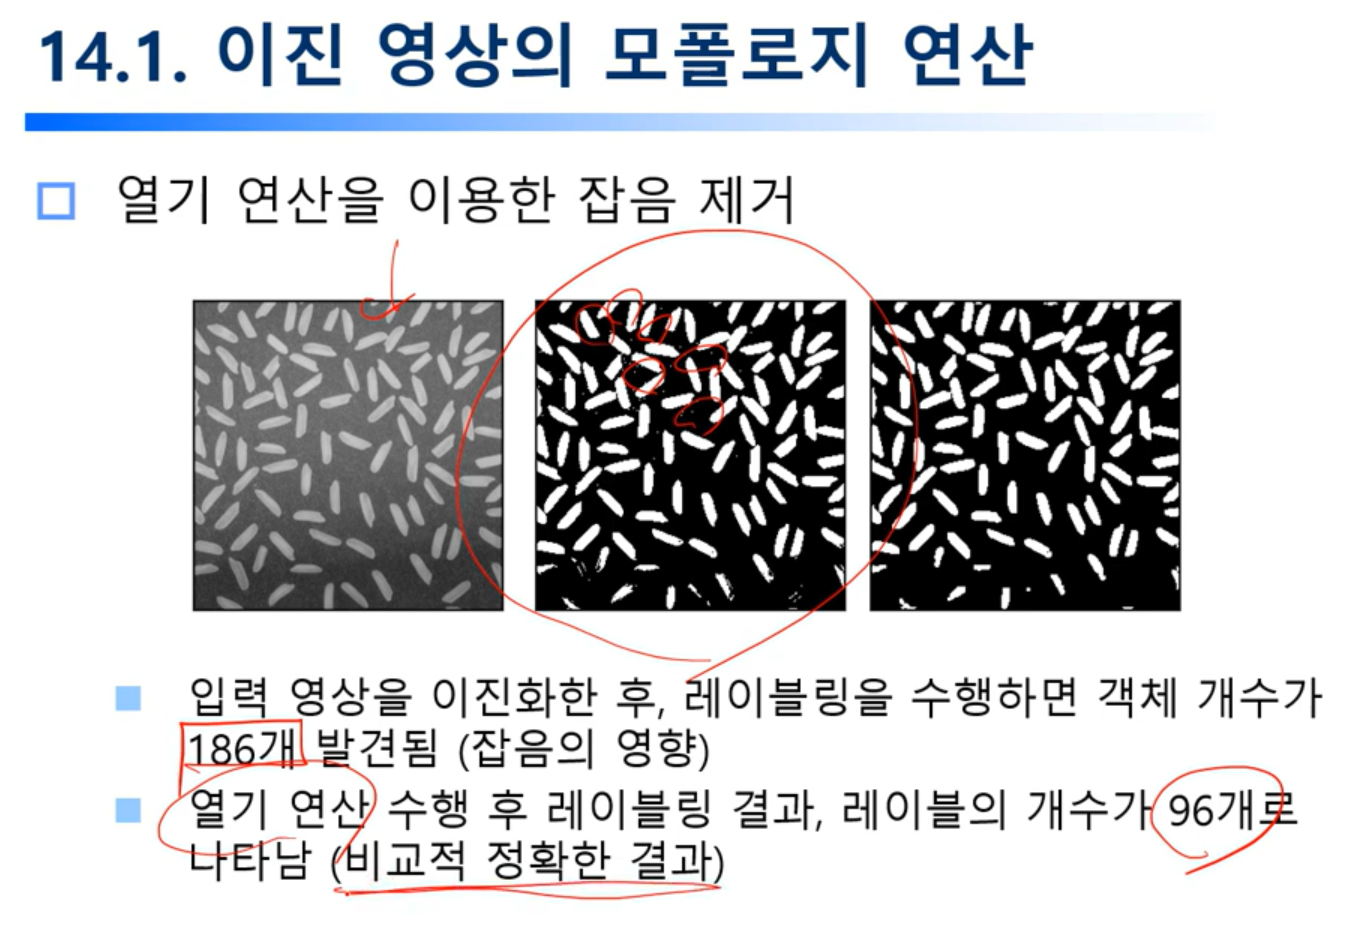 14.1. 이진 영상의 모폴로지 연산
열기 연산을 이용한 잡음 제거
입력 영상을 이진화한 후, 레이블링을 수행하면 객체 개수가
186개 발견됨 (잡음의 영향)
열기 연산 수행 후 레이블링 결과, 레이블의 개수가 96개로
나타남 (비교적 정확한 결과)